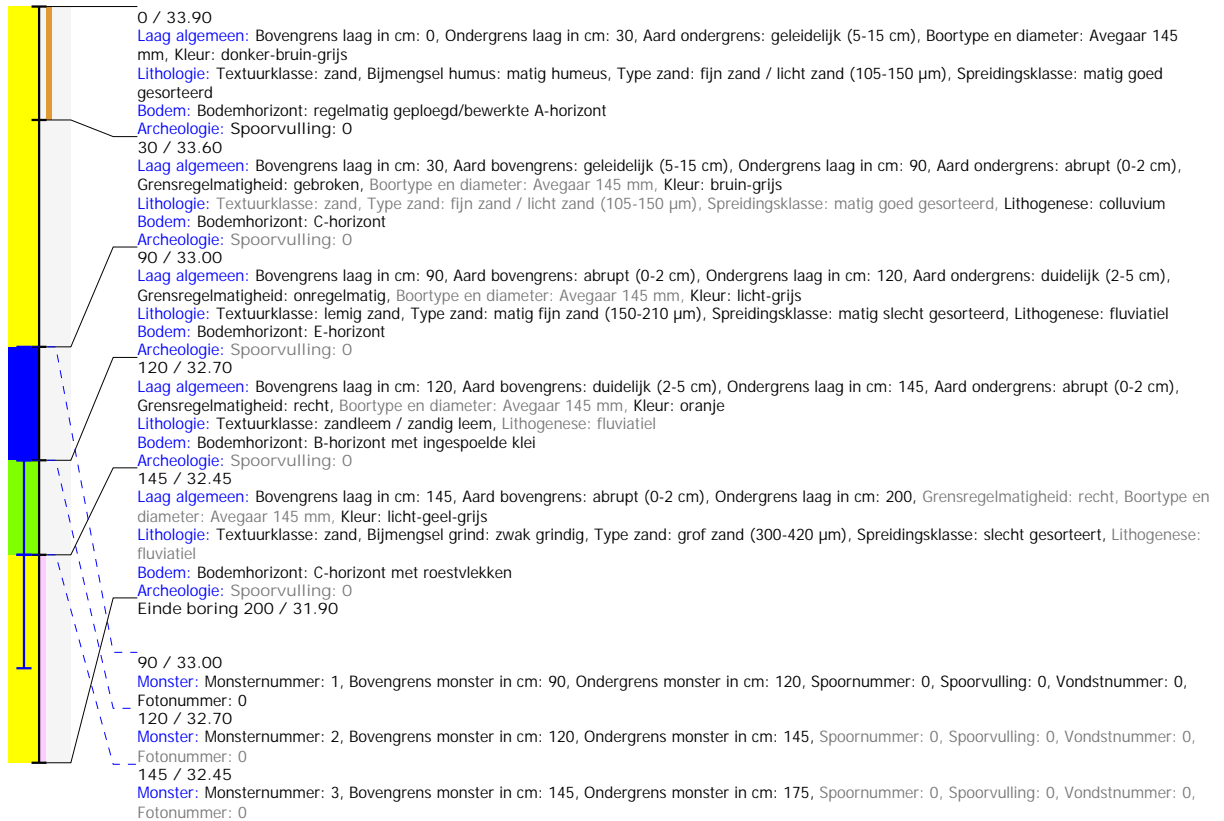 0 / 33.90
Laag algemeen: Bovengrens laag in cm: 0, Ondergrens laag in cm: 30, Aard ondergrens: geleidelijk (5-15 cm), Boortype en diameter: Avegaar 145
mm, Kleur: donker-bruin-grijs
Lithologie: Textuurklasse: zand, Bijmengsel humus: matig humeus, Type zand: fijn zand / licht zand (105-150 µm), Spreidingsklasse: matig goed
gesorteerd
Bodem: Bodemhorizont: regelmatig geploegd/bewerkte A-horizont
Archeologie: Spoorvulling: 0
30 / 33.60
Laag algemeen: Bovengrens laag in cm: 30, Aard bovengrens: geleidelijk (5-15 cm), Ondergrens laag in cm: 90, Aard ondergrens: abrupt (0-2 cm),
Grensregelmatigheid: gebroken, Boortype en diameter: Avegaar 145 mm, Kleur: bruin-grijs
Lithologie: Textuurklasse: zand, Type zand: fijn zand / licht zand (105-150 µm), Spreidingsklasse: matig goed gesorteerd, Lithogenese: colluvium
Bodem: Bodemhorizont: C-horizont
Archeologie: Spoorvulling: 0
90 / 33.00
Laag algemeen: Bovengrens laag in cm: 90, Aard bovengrens: abrupt (0-2 cm), Ondergrens laag in cm: 120, Aard ondergrens: duidelijk (2-5 cm),
Grensregelmatigheid: onregelmatig, Boortype en diameter: Avegaar 145 mm, Kleur: licht-grijs
Lithologie: Textuurklasse: lemig zand, Type zand: matig fijn zand (150-210 µm), Spreidingsklasse: matig slecht gesorteerd, Lithogenese: fluviatiel
Bodem: Bodemhorizont: E-horizont
Archeologie: Spoorvulling: 0
120 / 32.70
Laag algemeen: Bovengrens laag in cm: 120, Aard bovengrens: duidelijk (2-5 cm), Ondergrens laag in cm: 145, Aard ondergrens: abrupt (0-2 cm),
Grensregelmatigheid: recht, Boortype en diameter: Avegaar 145 mm, Kleur: oranje
Lithologie: Textuurklasse: zandleem / zandig leem, Lithogenese: fluviatiel
Bodem: Bodemhorizont: B-horizont met ingespoelde klei
Archeologie: Spoorvulling: 0
145 / 32.45
Laag algemeen: Bovengrens laag in cm: 145, Aard bovengrens: abrupt (0-2 cm), Ondergrens laag in cm: 200, Grensregelmatigheid: recht, Boortype en
diameter: Avegaar 145 mm, Kleur: licht-geel-grijs
Lithologie: Textuurklasse: zand, Bijmengsel grind: zwak grindig, Type zand: grof zand (300-420 µm), Spreidingsklasse: slecht gesorteert, Lithogenese:
fluviatiel
Bodem: Bodemhorizont: C-horizont met roestvlekken
Archeologie: Spoorvulling: 0
Einde boring 200 / 31.90
90 / 33.00
Monster: Monsternummer: 1, Bovengrens monster in cm: 90, Ondergrens monster in cm: 120, Spoornummer: 0, Spoorvulling: 0, Vondstnummer: 0,
Fotonummer: 0
120 / 32.70
Monster: Monsternummer: 2, Bovengrens monster in cm: 120, Ondergrens monster in cm: 145, Spoornummer: 0, Spoorvulling: 0, Vondstnummer: 0,
Fotonummer: 0
145 / 32.45
Monster: Monsternummer: 3, Bovengrens monster in cm: 145, Ondergrens monster in cm: 175, Spoornummer: 0, Spoorvulling: 0, Vondstnummer: 0,
Fotonummer: 0